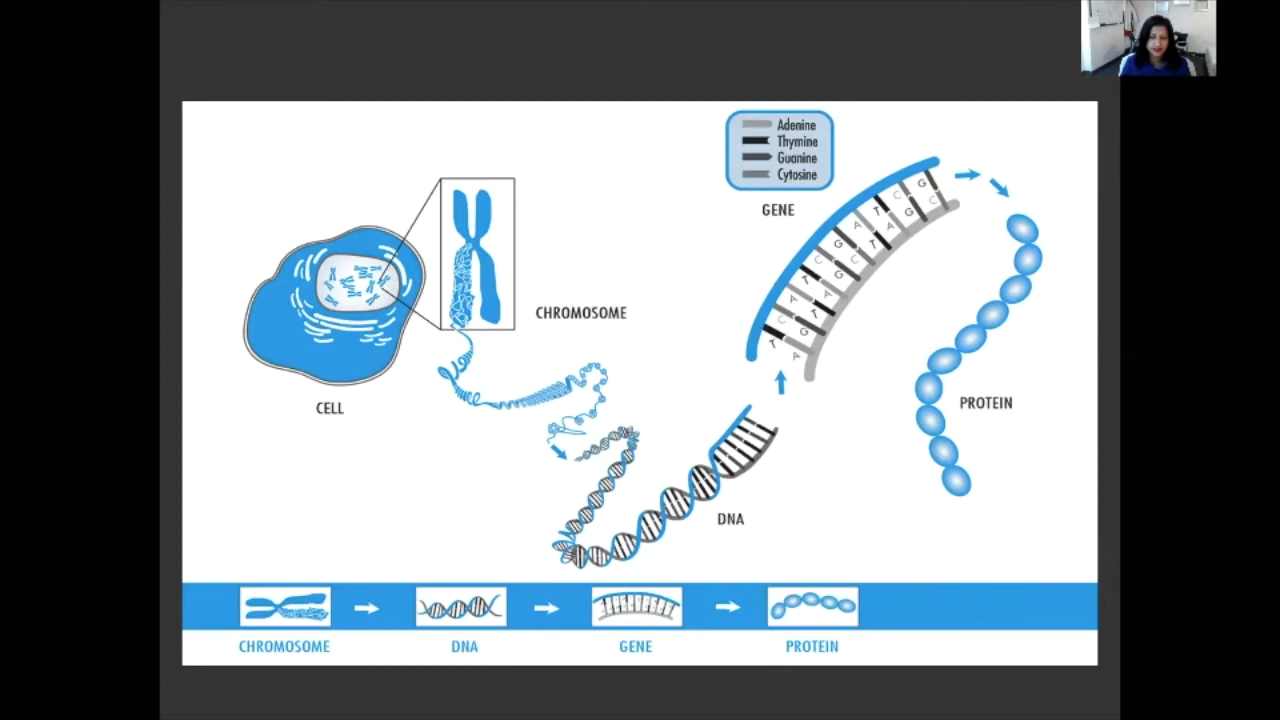 Adenine
Thymine
Guanine
Cytosine
GENE
CHROMOSOME
CELL
PROTEIN
DNA
T C A T C G A T C G
A G T A G C T A G C
CHROMOSOME
DNA
GENE
PROTEIN